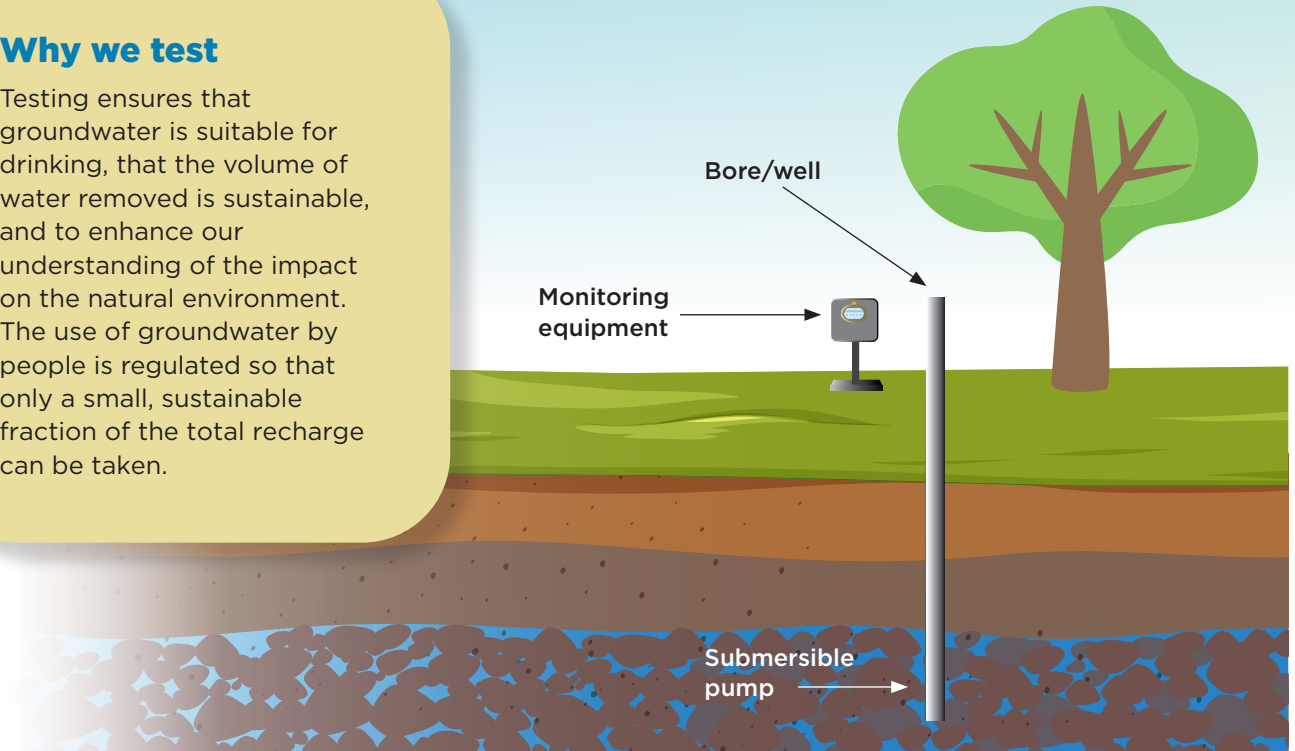 Why we test
Testing ensures that
groundwater is suitable for
drinking, that the volume of
water removed is sustainable,
and to enhance our
understanding of the impact
on the natural environment.
The use of groundwater by
people is regulated so that
only a small, sustainable
fraction of the total recharge
can be taken.
Bore/well
Monitoring
equipment
Submersible
pump